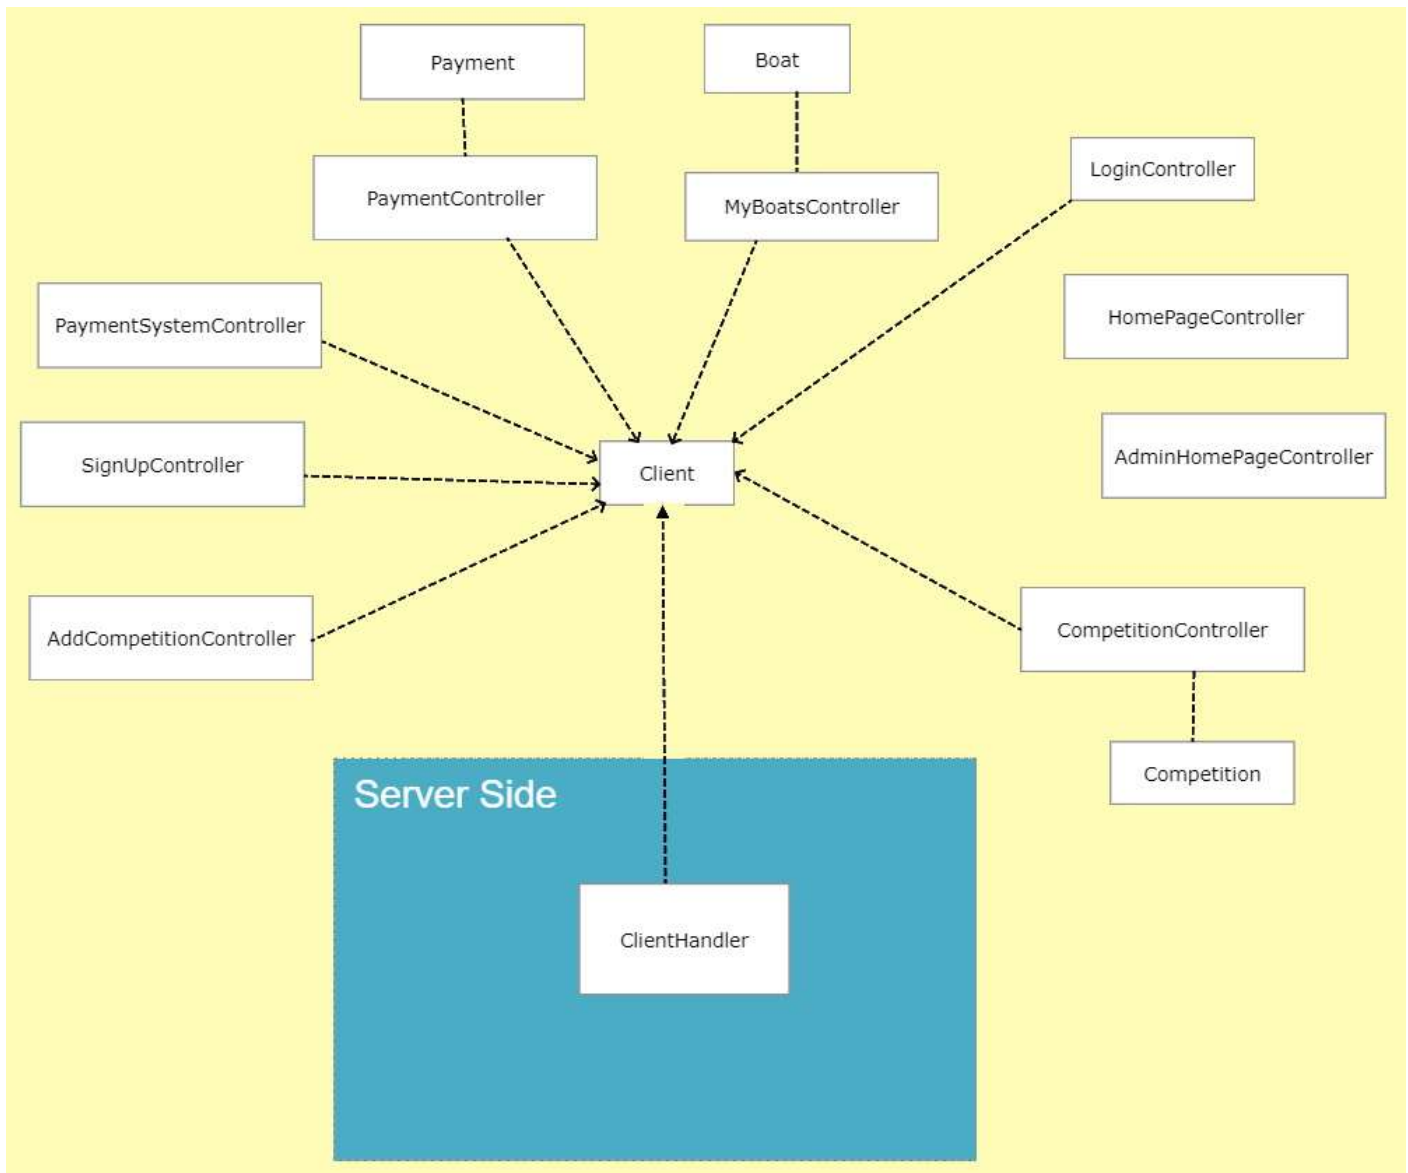 Payment
Boat
PaymentController
MyBoatsController
LoginController
PaymentSystemController
HomePageController
SignUpController
Client
AdminHomePageController
AddCompetitionController
CompetitionController
Competition
Server Side
ClientHandler